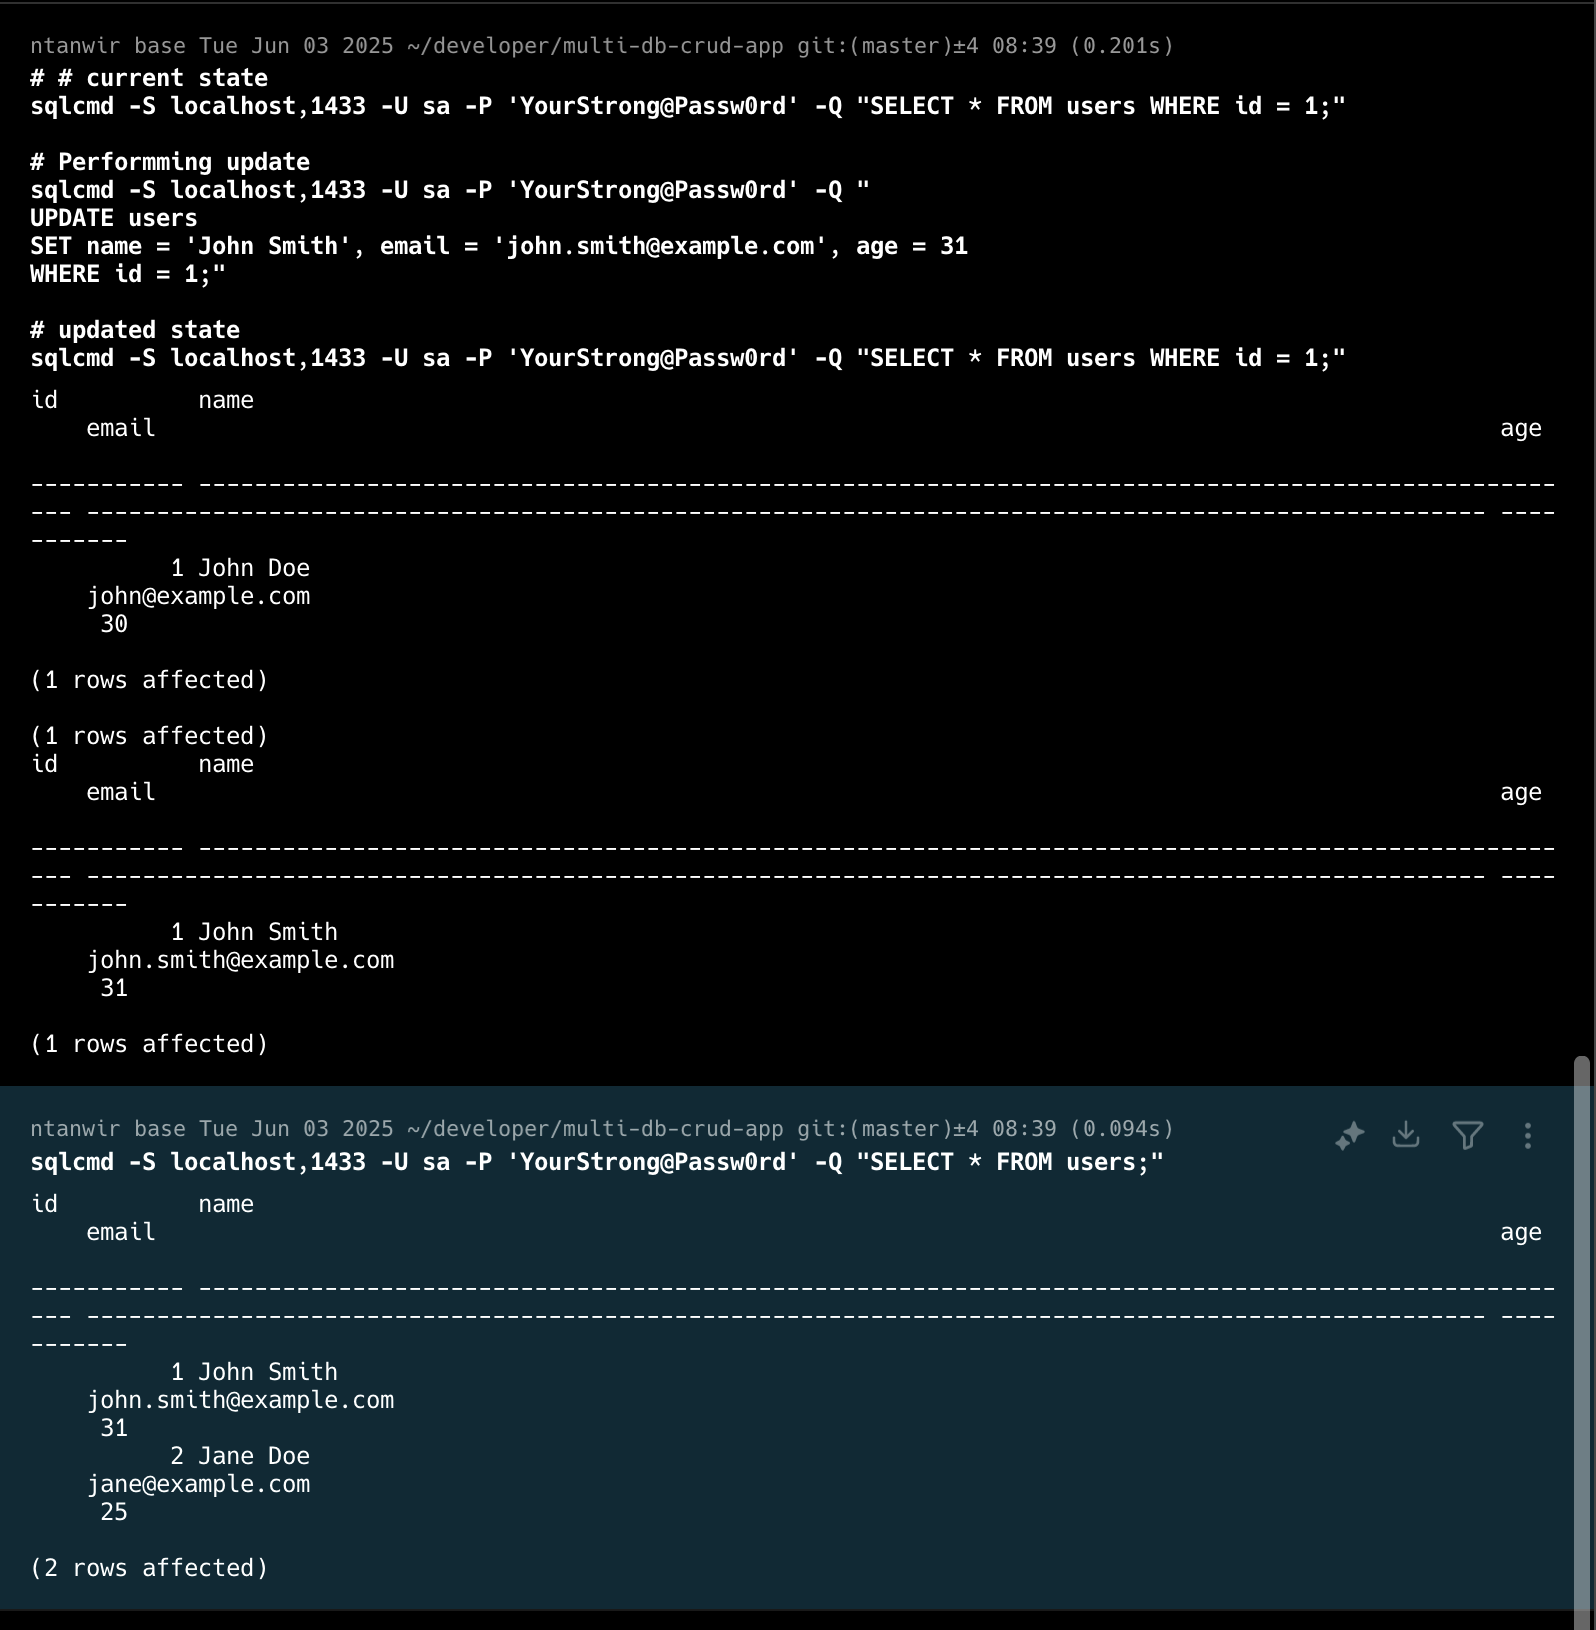 ntanwir base Tue Jun 03 2025 ~/developer/multi-db-crud-app git:(master)±4 08:39 (0.201s)
# # current state
sqlcmd -S localhost,1433 -U sa -P 'YourStrong@Passw0rd' -Q "SELECT * FROM users WHERE id = 1;"
# Performming update
sqlcmd -S localhost,1433 -U sa -P 'YourStrong@Passw0rd' -Q "
UPDATE users
SET name = 'John Smith', email = 'john.smith@example.com', age = 31
WHERE id = 1;"
# updated state
sqlcmd -S localhost,1433 -U sa -P 'YourStrong@Passw0rd' -Q "SELECT * FROM users WHERE id = 1;"
id          name
    email                                                                                                age
----------- -------------------------------------------------------------------------------------------------
--- ---------------------------------------------------------------------------------------------------- ----
-------
          1 John Doe
    john@example.com
     30
(1 rows affected)
(1 rows affected)
id          name
    email                                                                                                age
----------- -------------------------------------------------------------------------------------------------
--- ---------------------------------------------------------------------------------------------------- ----
-------
          1 John Smith
    john.smith@example.com
     31
(1 rows affected)
ntanwir base Tue Jun 03 2025 ~/developer/multi-db-crud-app git:(master)±4 08:39 (0.094s)
sqlcmd -S localhost,1433 -U sa -P 'YourStrong@Passw0rd' -Q "SELECT * FROM users;"
id          name
    email                                                                                                age
----------- -------------------------------------------------------------------------------------------------
--- ---------------------------------------------------------------------------------------------------- ----
-------
          1 John Smith
    john.smith@example.com
     31
          2 Jane Doe
    jane@example.com
     25
(2 rows affected)